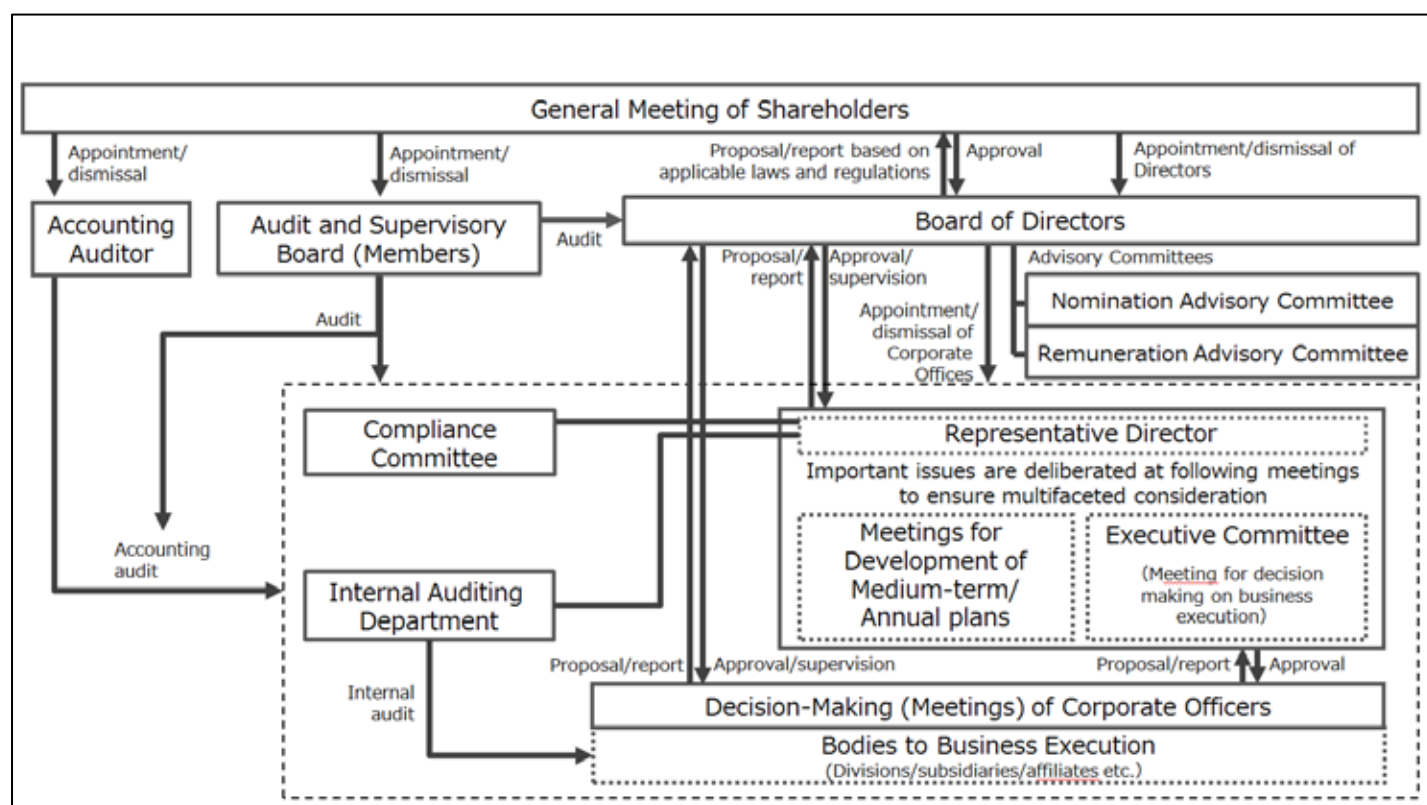 General Meeting of Shareholders
Appointment/
dismissal
Appointment/
dismissal
Proposal/report based on
applicable laws and regulations
Approval
Appointment/dismissal of
Directors
Accounting
Auditor
Audit and Supervisory
Board (Members)
Audit
Board of Directors
Proposal/
report
Approval/
supervision
Advisory Committees
Nomination Advisory Committee
Remuneration Advisory Committee
Audit
Appointment/
dismissal of
Corporate
Offices
Compliance
Committee
Representative Director
Important issues are deliberated at following meetings
to ensure multifaceted consideration
Meetings for
Development of
Medium-term/
Annual plans
Executive Committee
(Meeting for decision
making on business
execution)
Accounting
audit
Internal Auditing
Department
Proposal/report
Approval/supervision
Proposal/report
Approval
Internal
audit
Decision-Making (Meetings) of Corporate Officers
Bodies to Business Execution
(Divisions/subsidiaries/affiliates etc.)